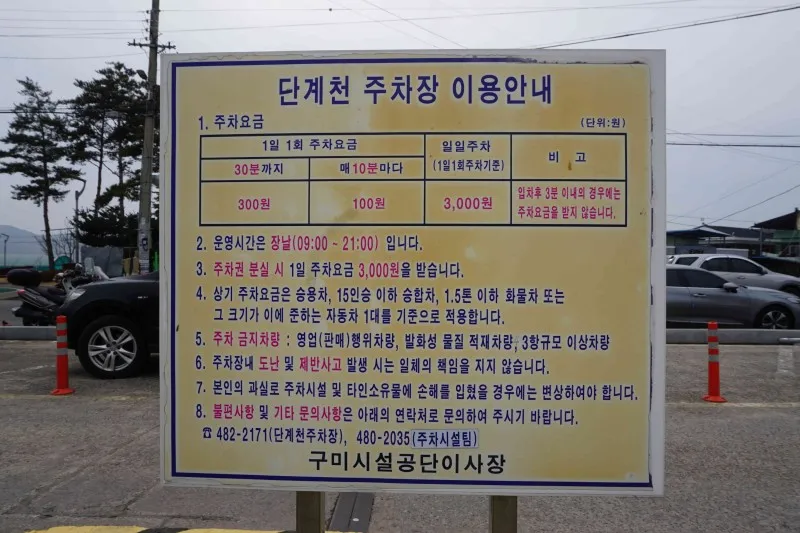 단계천 주차장 이용안내
1. 주차요금 (단위:원)
1일 1회 주차요금 일일주차 (1일1회주차기준) 비 고
30분까지 매10분마다
300원 100원 3,000원 입차후 3분 이내의 경우에는 주차요금을 받지 않습니다.
2. 운영시간은 장날(09:00 ~ 21:00) 입니다.
3. 주차권 분실 시 1일 주차요금 3,000원을 받습니다.
4. 상기 주차요금은 승용차, 15인승 이하 승합차, 1.5톤 이하 화물차 또는
그 크기가 이에 준하는 자동차 1대를 기준으로 적용합니다.
5. 주차 금지차량 : 영업(판매)행위차량, 발화성 물질 적재차량, 3항규모 이상차량
6. 주차장내 도난 및 제반사고 발생 시는 일체의 책임을 지지 않습니다.
7. 본인의 과실로 주차시설 및 타인소유물에 손해를 입혔을 경우에는 변상하여야 합니다.
8. 불편사항 및 기타 문의사항은 아래의 연락처로 문의하여 주시기 바랍니다.
☎ 482-2171(단계천주차장), 480-2035(주차시설팀)
구미시설공단이사장